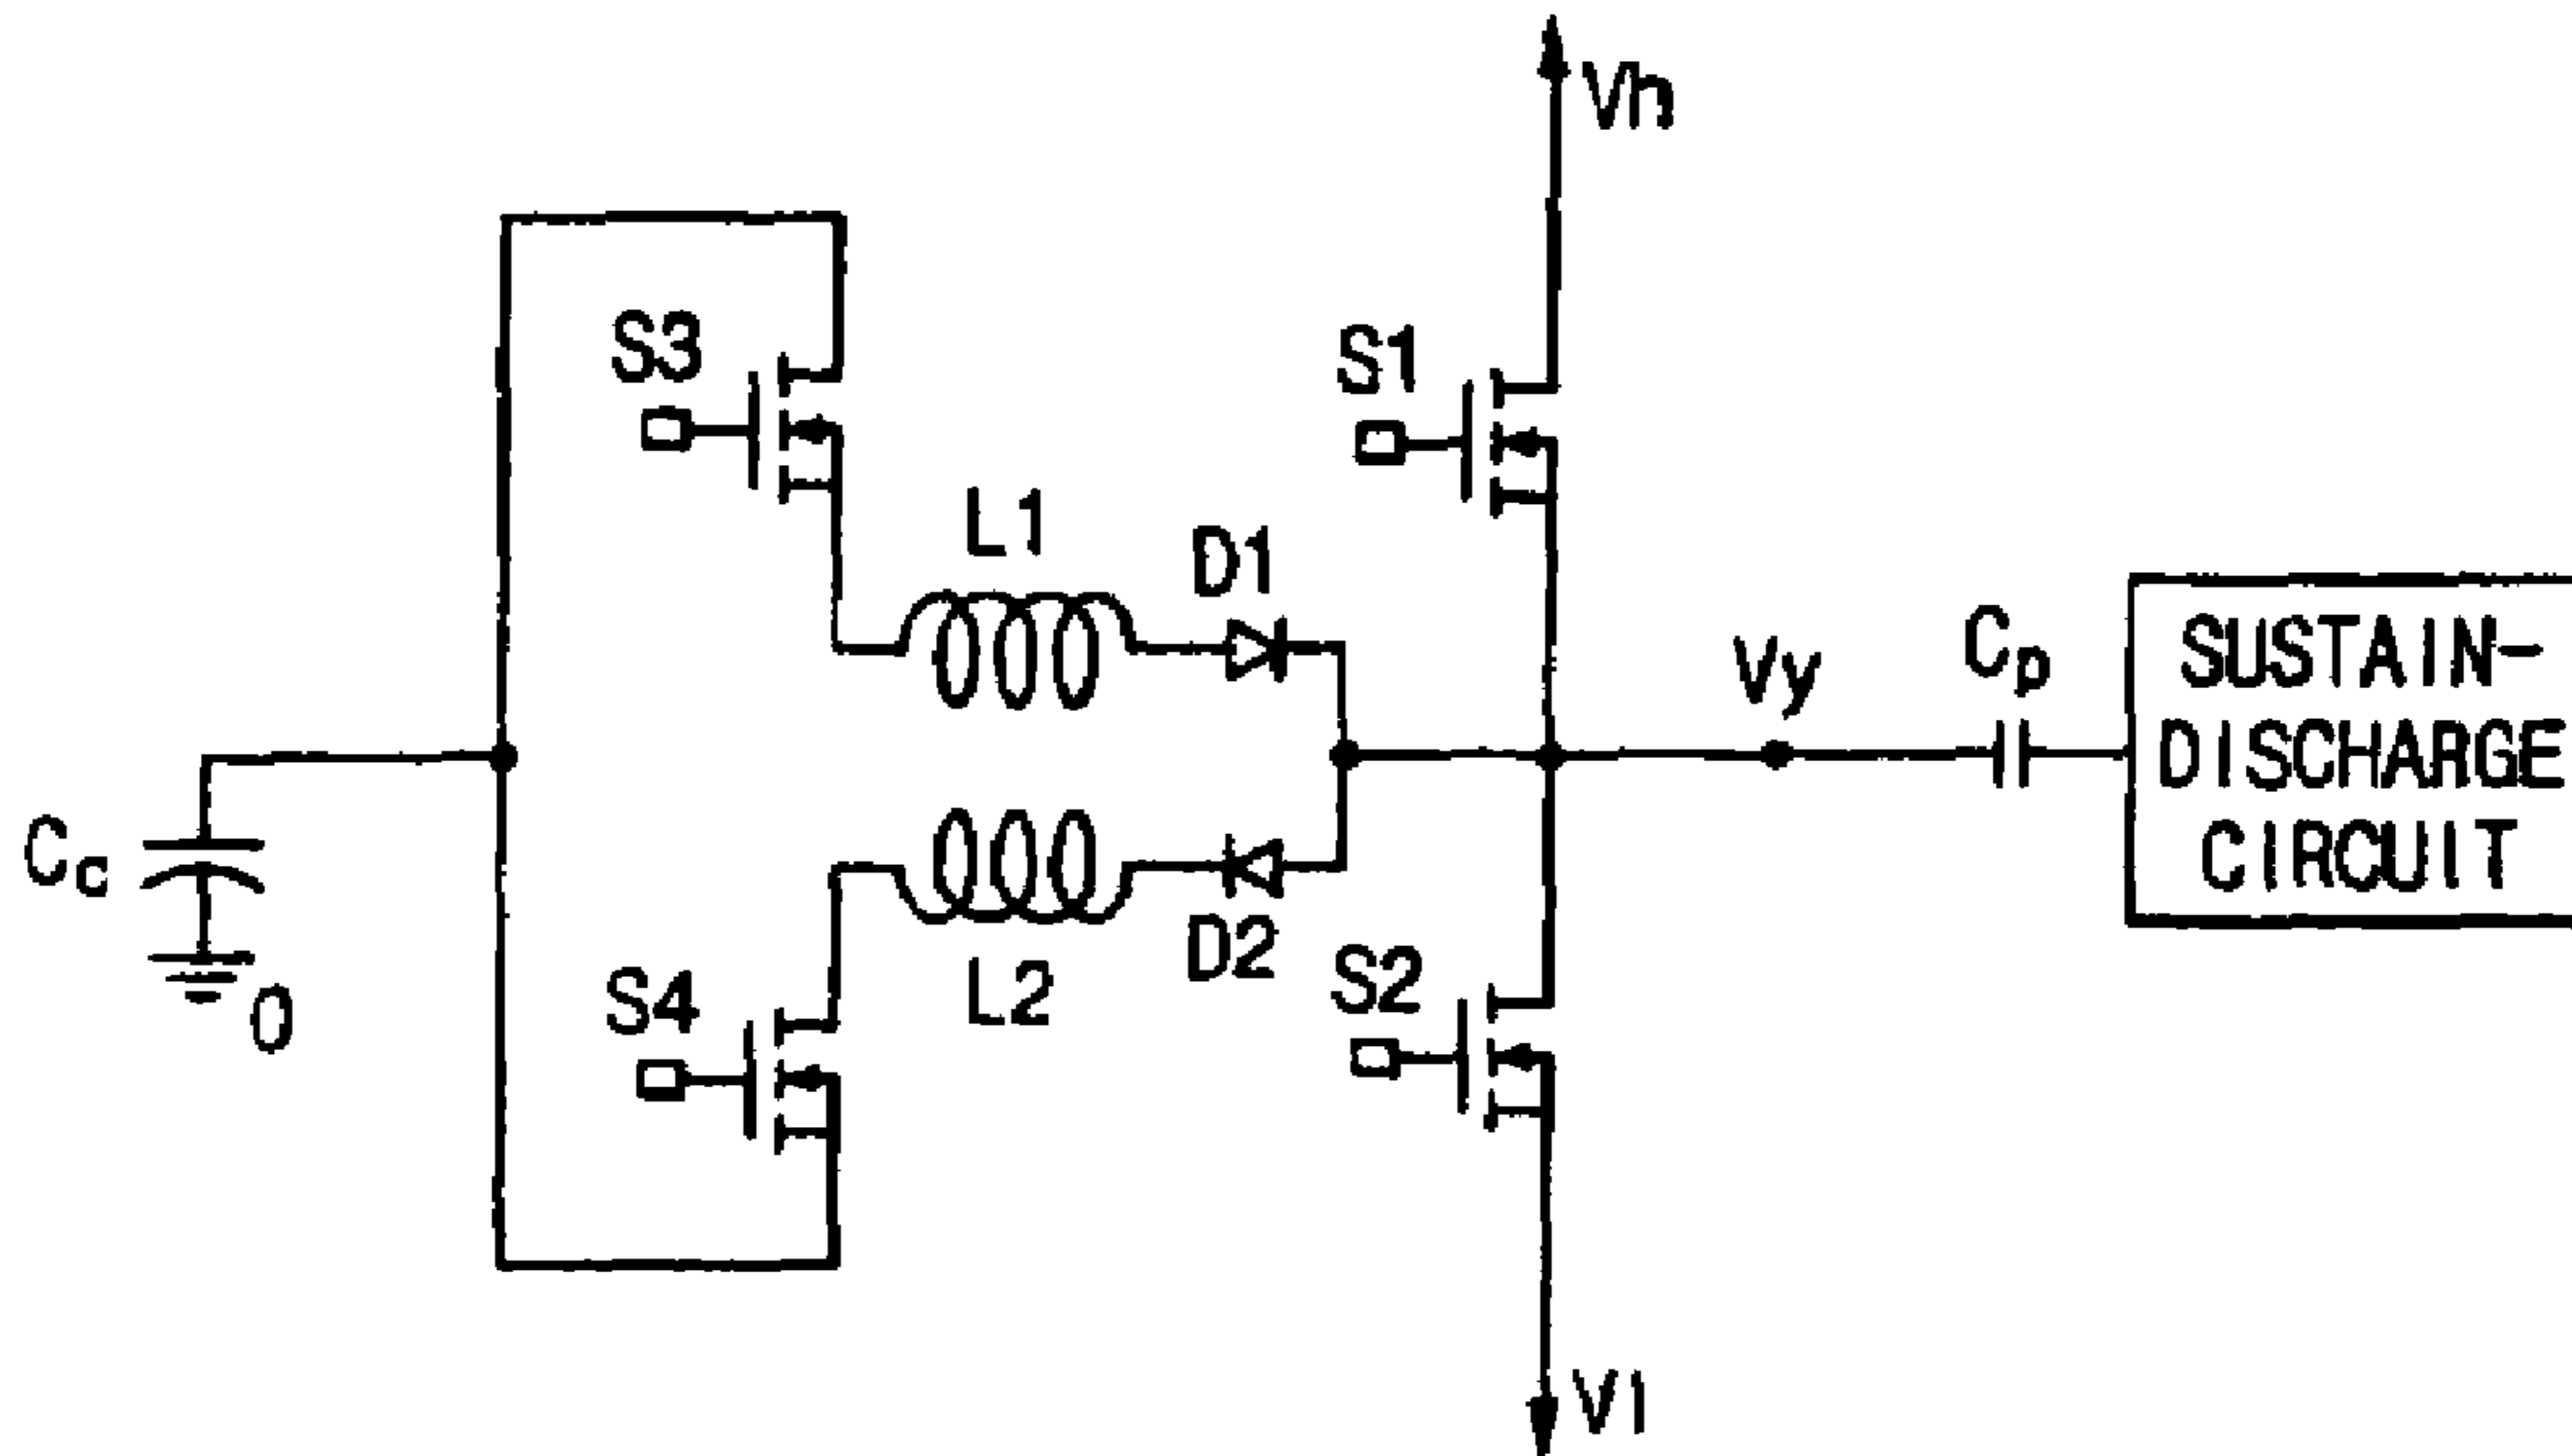 Vh
S3
S1
L1
D1
Vy
Cp
SUSTAIN-
DISCHARGE
CIRCUIT
Cc
0
S4
L2
D2
S2
Vl